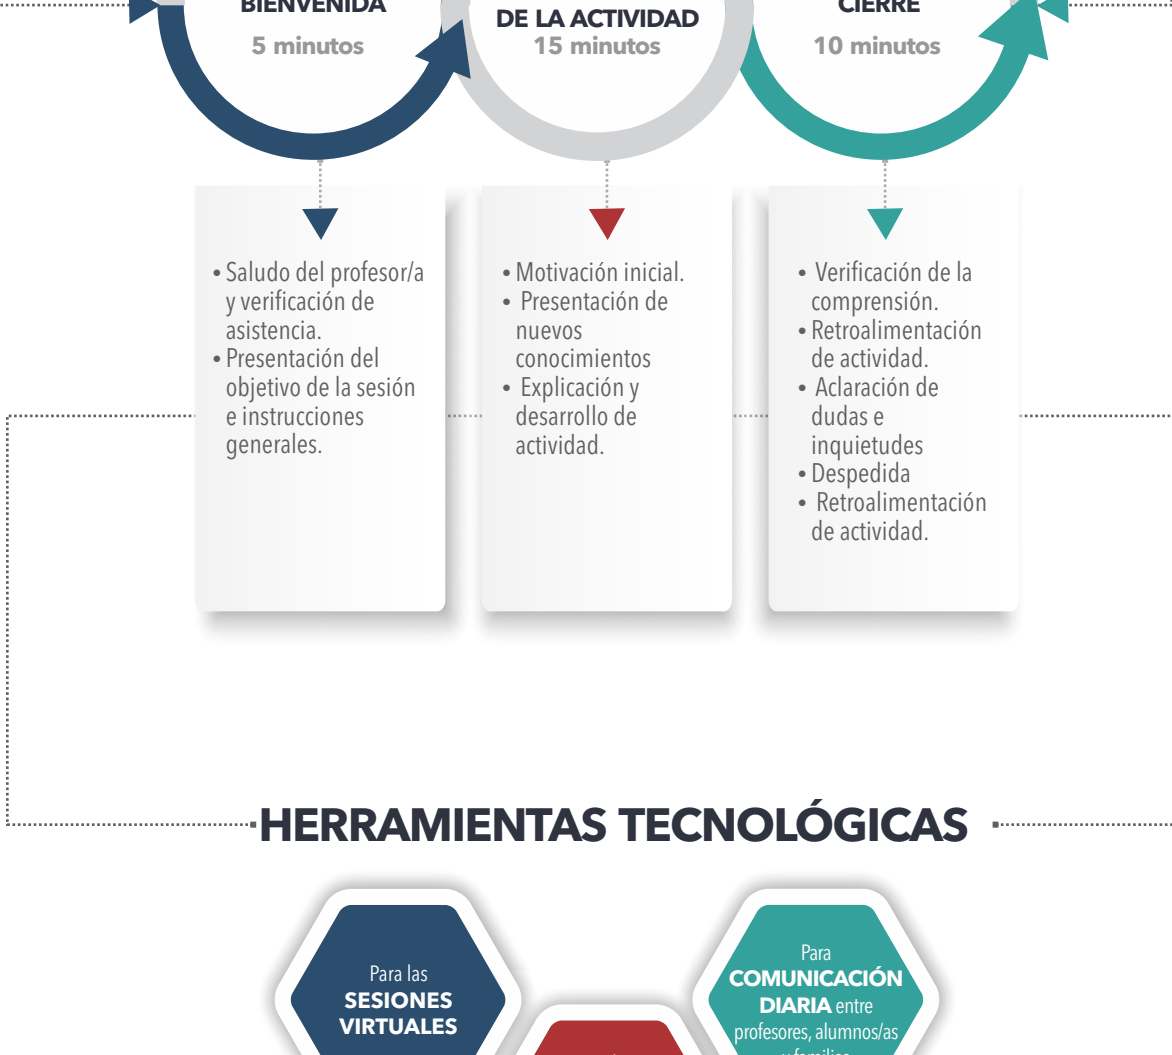 BIENVENIDA
5 minutos
DE LA ACTIVIDAD
15 minutos
CIERRE
10 minutos
• Saludo del profesor/a
y verificación de
asistencia.
• Presentación del
objetivo de la sesión
e instrucciones
generales.
• Motivación inicial.
• Presentación de
nuevos
conocimientos
• Explicación y
desarrollo de
actividad.
• Verificación de la
comprensión.
• Retroalimentación
de actividad.
• Aclaración de
dudas e
inquietudes
• Despedida
• Retroalimentación
de actividad.
HERRAMIENTAS TECNOLÓGICAS
Para las
SESIONES
VIRTUALES
Para
COMUNICACIÓN
DIARIA entre
profesores, alumnos/as
y familias